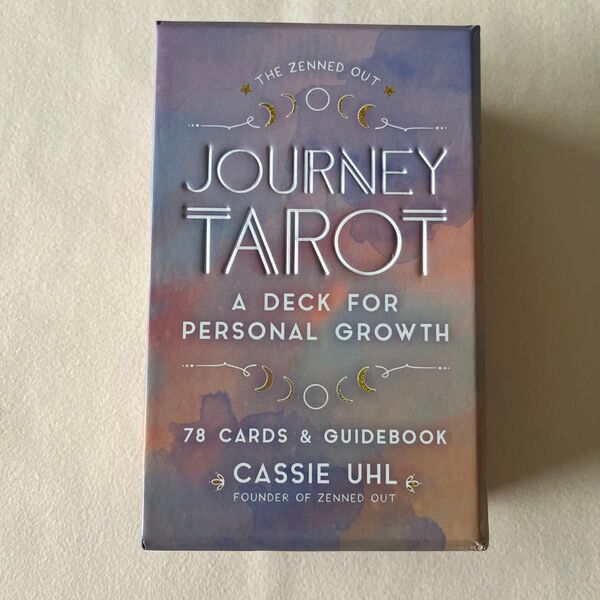 THE ZENNED OUT
JOURNEY
TAROT
A DECK FOR
PERSONAL GROWTH
78 CARDS & GUIDEBOOK
CASSIE UHL
FOUNDER OF ZENNED OUT